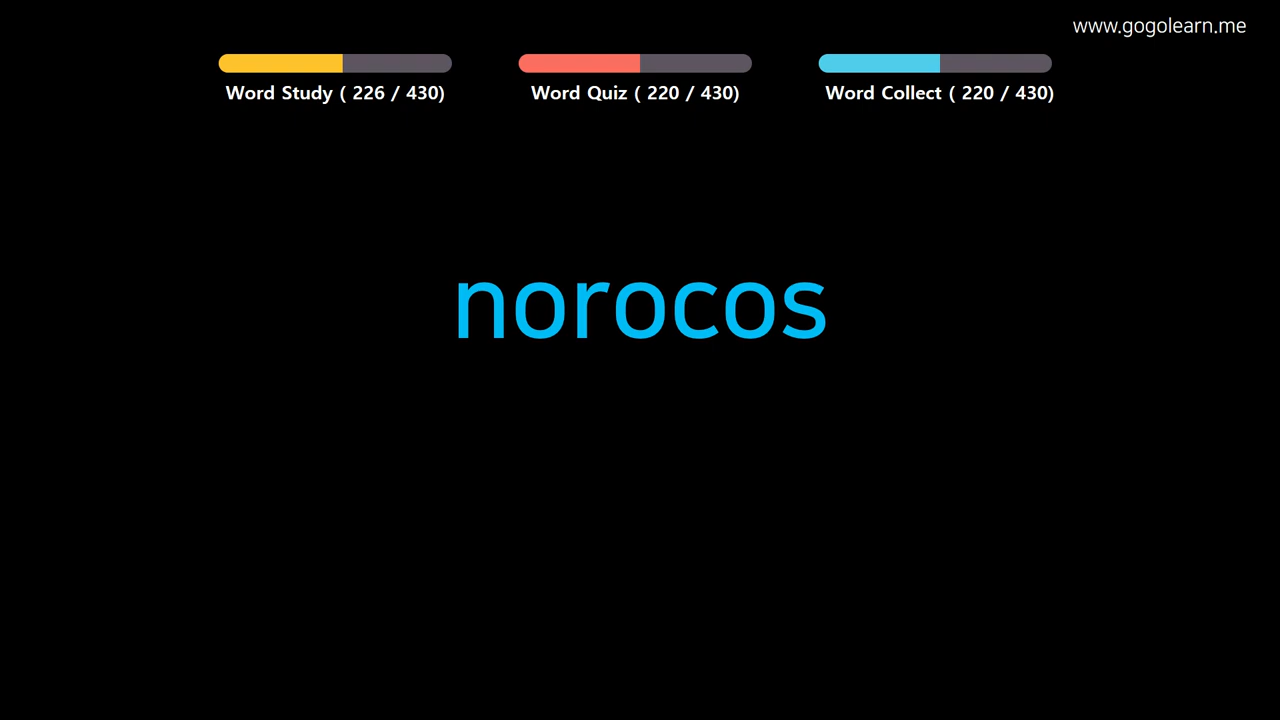 www.gogolearn.me
Word Study ( 226 / 430)
Word Quiz ( 220 / 430)
Word Collect ( 220 / 430)
norocos